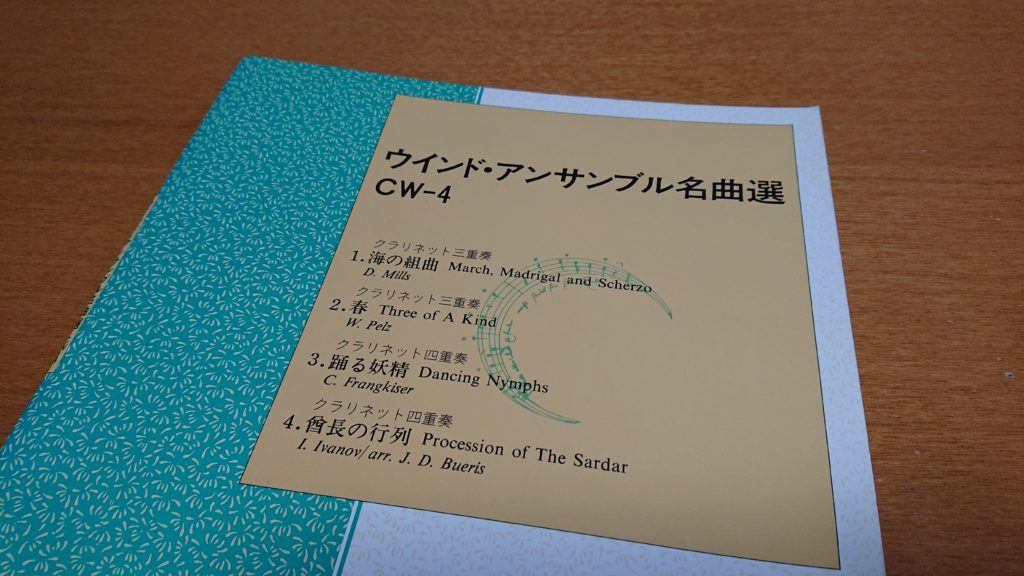 ウインド・アンサンブル名曲選
CW-4
クラリネット三重奏
1.海の組曲 March, Madrigal and Scherzo
D. Mills
クラリネット三重奏
2.春 Three of A Kind
W. Pelz
クラリネット四重奏
3.踊る妖精 Dancing Nymphs
C. Frangkiser
クラリネット四重奏
4.酋長の行列 Procession of The Sardar
I. Ivanov/arr. J. D. Bueris